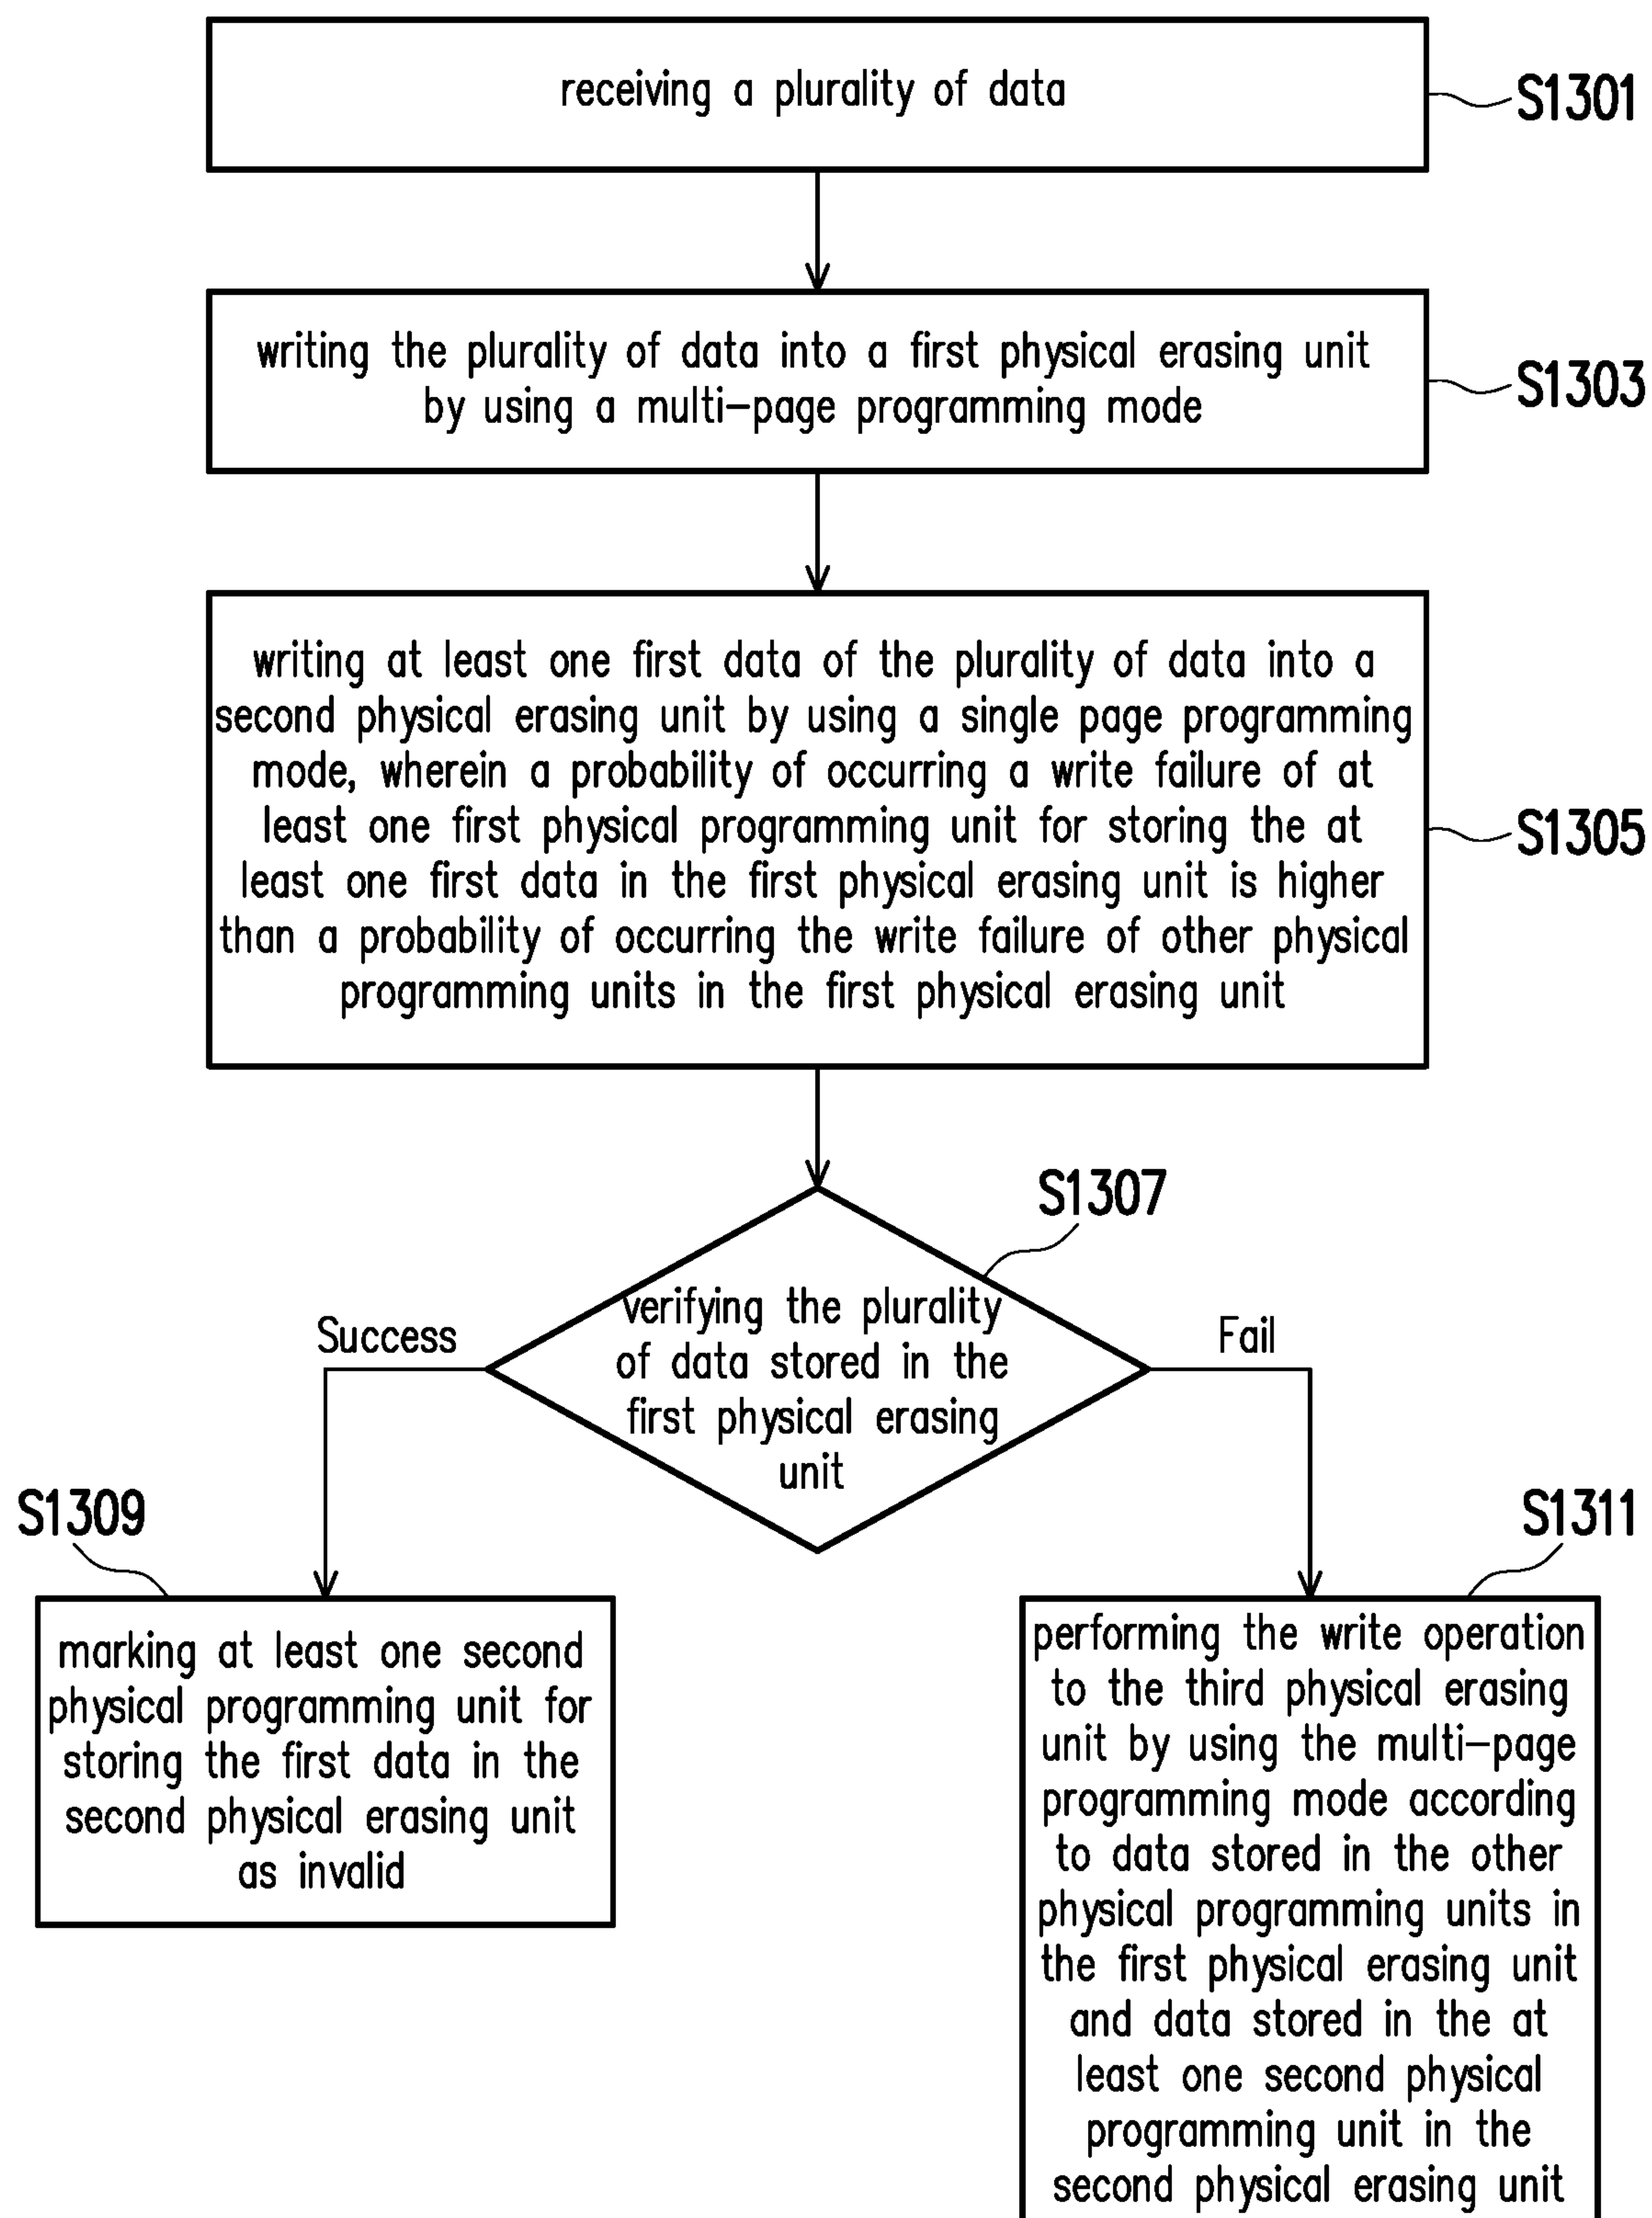 receiving a plurality of data
S1301
writing the plurality of data into a first physical erasing unit
by using a multi-page programming mode
S1303
writing at least one first data of the plurality of data into a
second physical erasing unit by using a single page programming
mode, wherein a probability of occurring a write failure of at
least one first physical programming unit for storing the at
least one first data in the first physical erasing unit is higher
than a probability of occurring the write failure of other physical
programming units in the first physical erasing unit
S1305
S1307
verifying the plurality
of data stored in the
first physical erasing
unit
Success
Fail
S1309
marking at least one second
physical programming unit for
storing the first data in the
second physical erasing unit
as invalid
S1311
performing the write operation
to the third physical erasing
unit by using the multi-page
programming mode according
to data stored in the other
physical programming units in
the first physical erasing unit
and data stored in the at
least one second physical
programming unit in the
second physical erasing unit